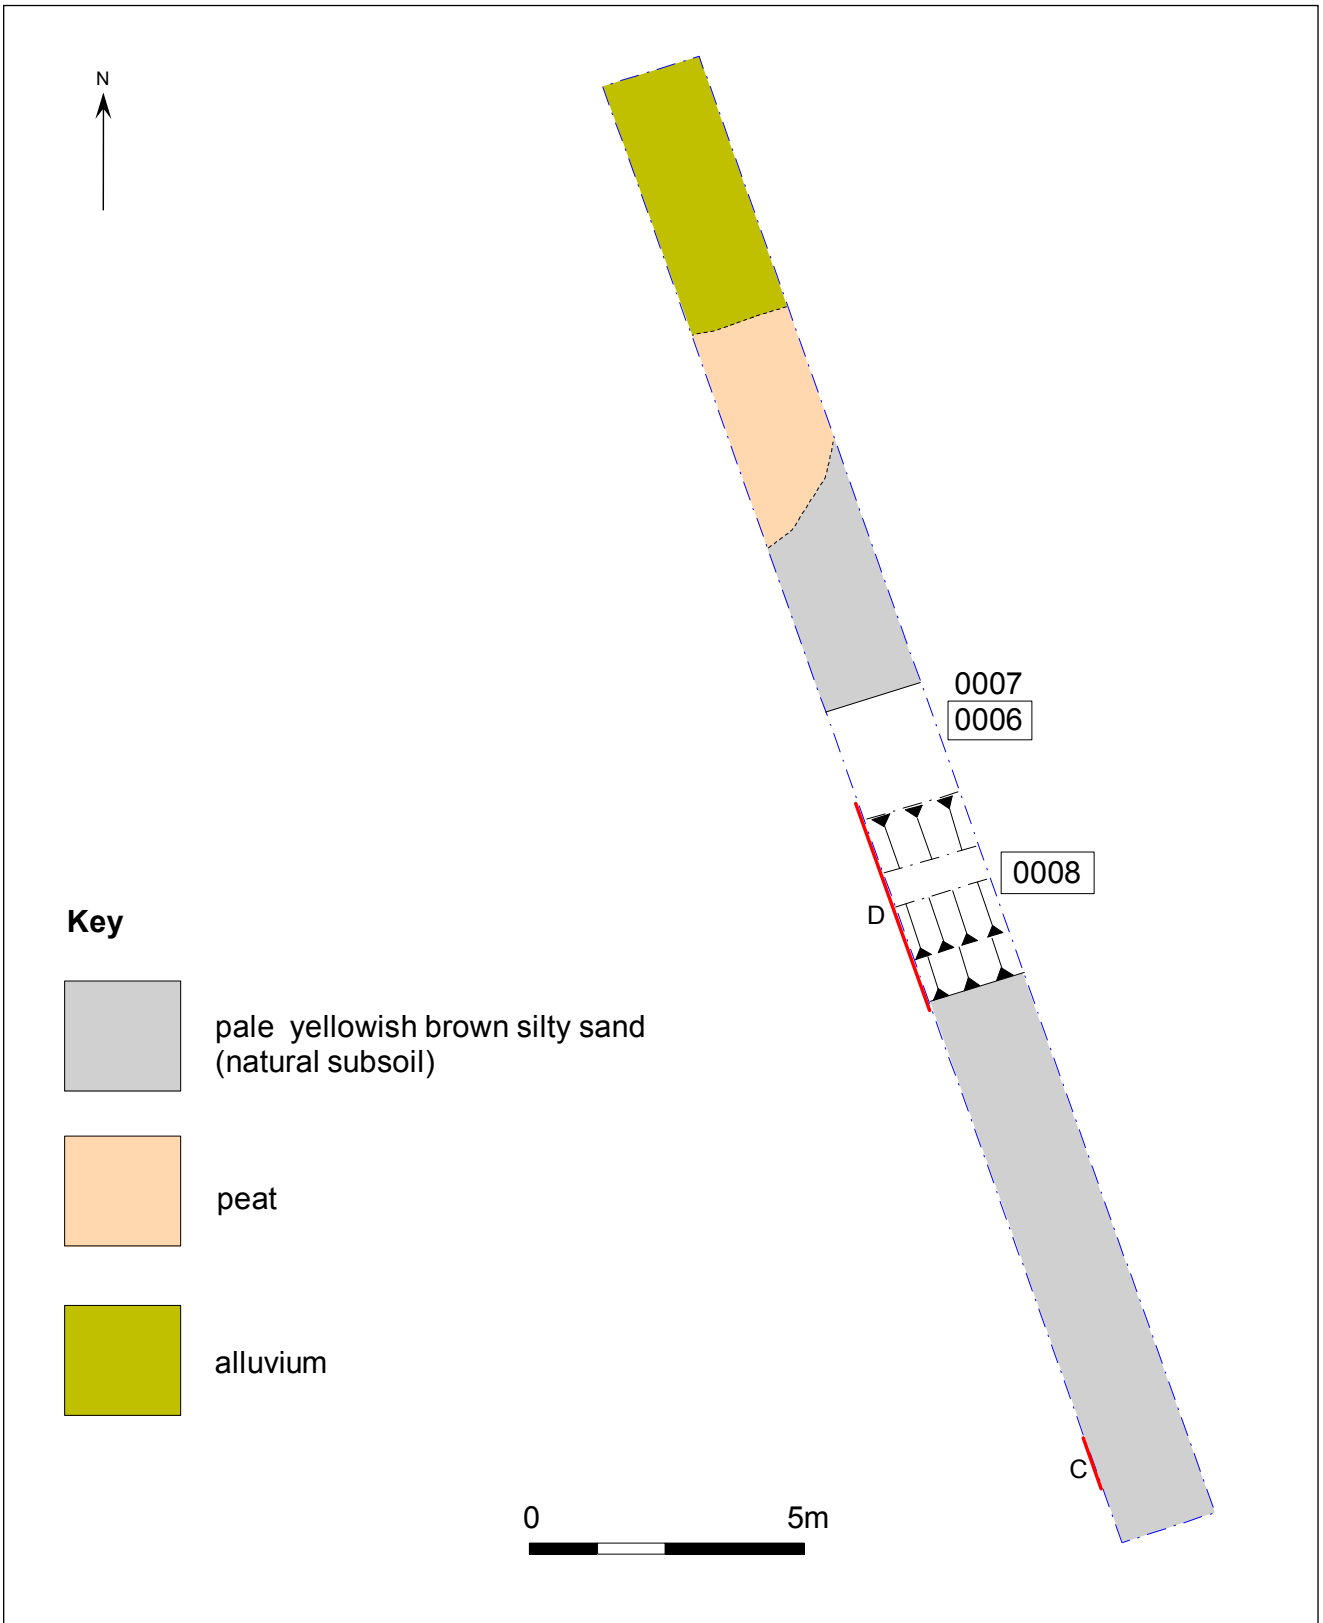 N
0007
0006
0008
D
Key
pale  yellowish brown silty sand
(natural subsoil)
peat
alluvium
C
0 5m